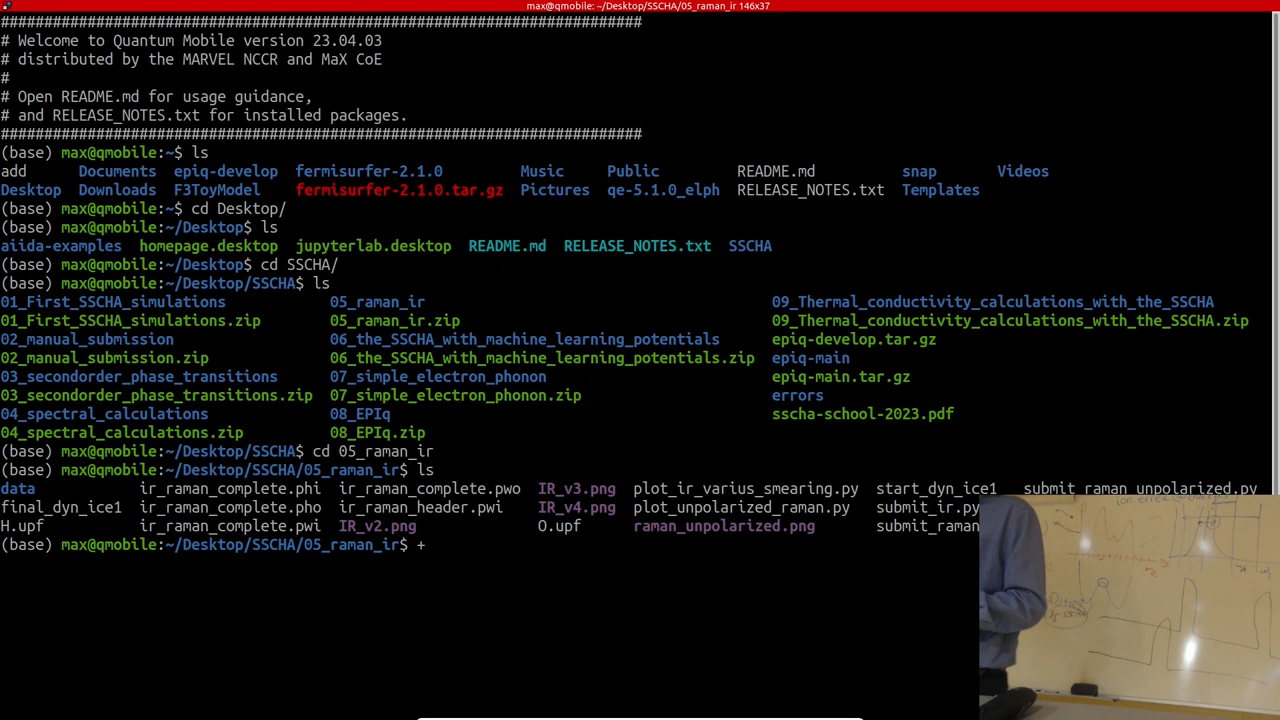 max@qmobile: ~/Desktop/SSCHA/05_raman_ir 146x37
##########################################################################
# Welcome to Quantum Mobile version 23.04.03
# distributed by the MARVEL NCCR and MaX CoE
#
# Open README.md for usage guidance,
# and RELEASE_NOTES.txt for installed packages.
##########################################################################
(base) max@qmobile:~$ ls
add Documents epiq-develop fermisurfer-2.1.0 Music Public README.md snap Videos
Desktop Downloads F3ToyModel fermisurfer-2.1.0.tar.gz Pictures qe-5.1.0_elph RELEASE_NOTES.txt Templates
(base) max@qmobile:~$ cd Desktop/
(base) max@qmobile:~/Desktop$ ls
aiida-examples homepage.desktop jupyterlab.desktop README.md RELEASE_NOTES.txt SSCHA
(base) max@qmobile:~/Desktop$ cd SSCHA/
(base) max@qmobile:~/Desktop/SSCHA$ ls
01_First_SSCHA_simulations 05_raman_ir 09_Thermal_conductivity_calculations_with_the_SSCHA
01_First_SSCHA_simulations.zip 05_raman_ir.zip 09_Thermal_conductivity_calculations_with_the_SSCHA.zip
02_manual_submission 06_the_SSCHA_with_machine_learning_potentials epiq-develop.tar.gz
02_manual_submission.zip 06_the_SSCHA_with_machine_learning_potentials.zip epiq-main
03_secondorder_phase_transitions 07_simple_electron_phonon epiq-main.tar.gz
03_secondorder_phase_transitions.zip 07_simple_electron_phonon.zip errors
04_spectral_calculations 08_EPIq sscha-school-2023.pdf
04_spectral_calculations.zip 08_EPIq.zip
(base) max@qmobile:~/Desktop/SSCHA$ cd 05_raman_ir
(base) max@qmobile:~/Desktop/SSCHA/05_raman_ir$ ls
data ir_raman_complete.phi ir_raman_complete.pwo IR_v3.png plot_ir_varius_smearing.py start_dyn_ice1 submit_raman_unpolarized.py
final_dyn_ice1 ir_raman_complete.pho ir_raman_header.pwi IR_v4.png plot_unpolarized_raman.py submit_ir.py
H.upf ir_raman_complete.pwi IR_v2.png O.upf raman_unpolarized.png submit_raman
(base) max@qmobile:~/Desktop/SSCHA/05_raman_ir$ +